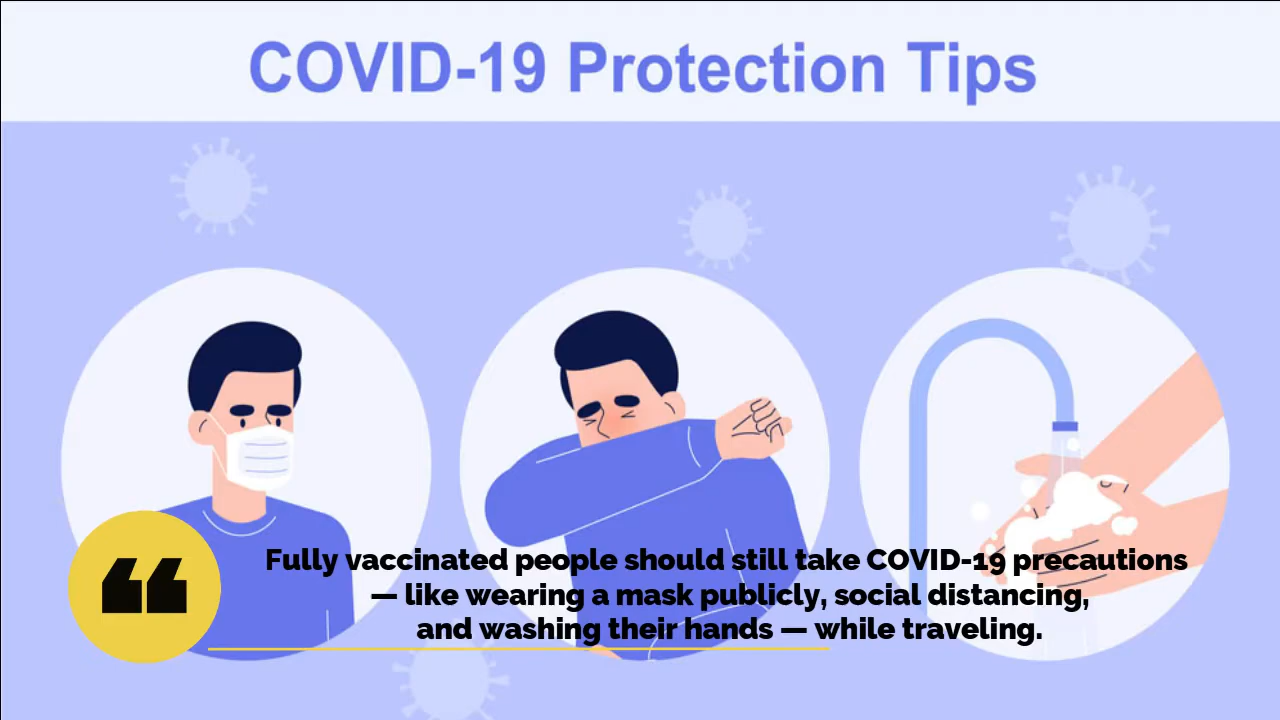 COVID-19 Protection Tips
Fully vaccinated people should still take COVID-19 precautions
— like wearing a mask publicly, social distancing,
and washing their hands — while traveling.